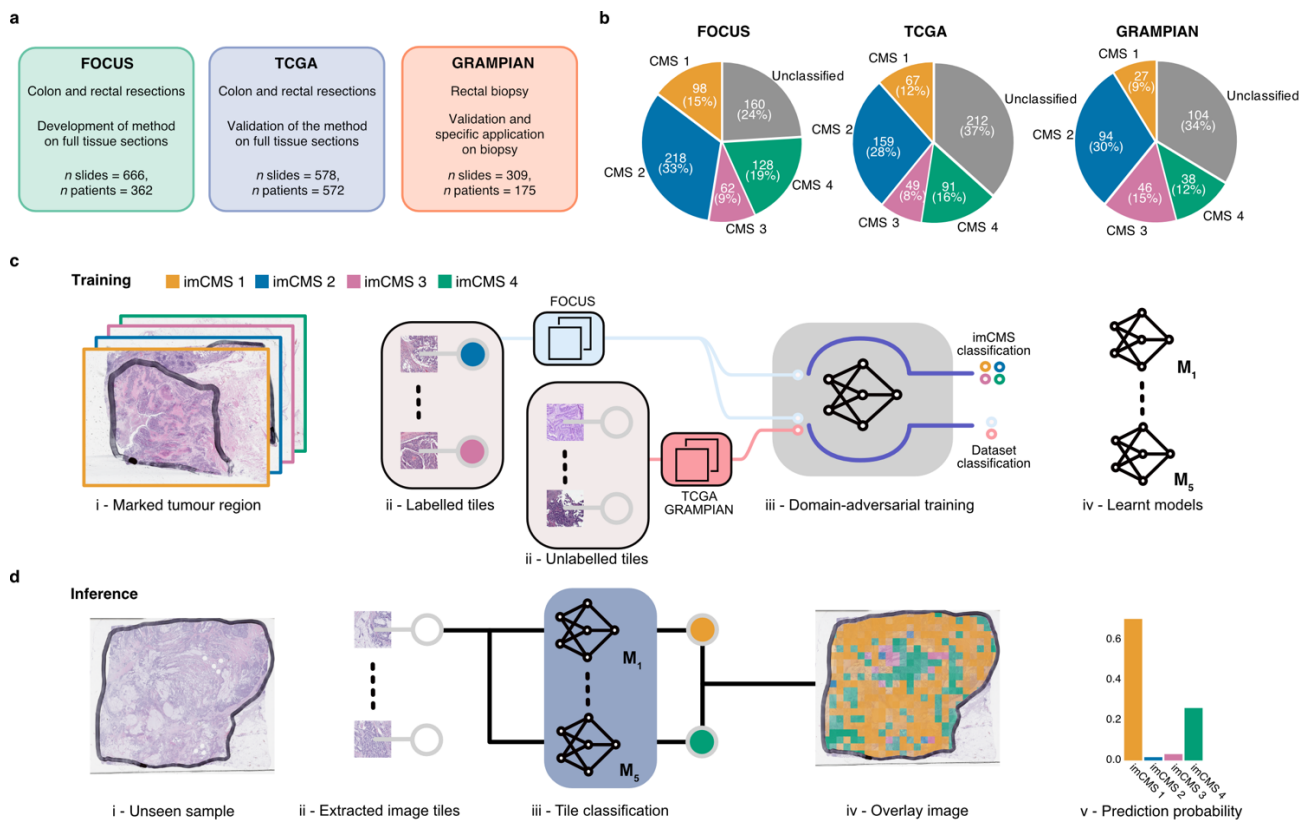 a
FOCUS
Colon and rectal resections
Development of method
on full tissue sections
n slides = 666,
n patients = 362
TCGA
Colon and rectal resections
Validation of the method
on full tissue sections
n slides = 578,
n patients = 572
GRAMPIAN
Rectal biopsy
Validation and
specific application
on biopsy
n slides = 309,
n patients = 175
b
FOCUS
CMS 1
98
(15%)
Unclassified
160
(24%)
CMS 2
218
(33%)
128
(19%)
CMS 4
62
(9%)
CMS 3
TCGA
CMS 1
67
(12%)
212
(37%)
Unclassified
CMS 2
159
(28%)
49
(8%)
91
(16%)
CMS 3
CMS 4
GRAMPIAN
CMS 1
27
(9%)
Unclassified
104
(34%)
CMS 2
94
(30%)
46
(15%)
38
(12%)
CMS 4
CMS 3
c
Training
imCMS 1
imCMS 2
imCMS 3
imCMS 4
i - Marked tumour region
ii - Labelled tiles
FOCUS
ii - Unlabelled tiles
TCGA
GRAMPIAN
imCMS
classification
Dataset
classification
iii - Domain-adversarial training
M1
M5
iv - Learnt models
d
Inference
i - Unseen sample
ii - Extracted image tiles
M1
M5
iii - Tile classification
iv - Overlay image
0.6
0.4
0.2
0.0
imCMS 1
imCMS 2
imCMS 3
imCMS 4
v - Prediction probability